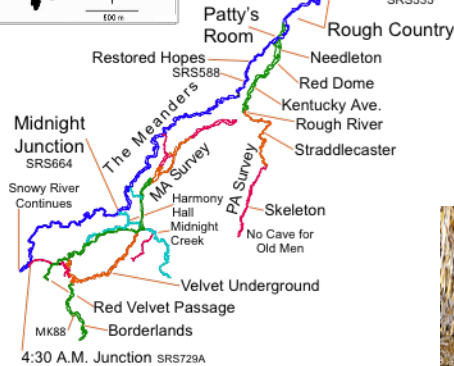 500 m
SRS555
Patty's
Room
Rough Country
Restored Hopes
SRS588
Needleton
Red Dome
Kentucky Ave.
Rough River
Straddlecaster
The Meanders
Midnight
Junction
SRS664
MA Survey
PA Survey
Snowy River
Continues
Harmony
Hall
Midnight
Creek
Skeleton
No Cave for
Old Men
Velvet Underground
Red Velvet Passage
MK88
Borderlands
4:30 A.M. Junction SRS729A